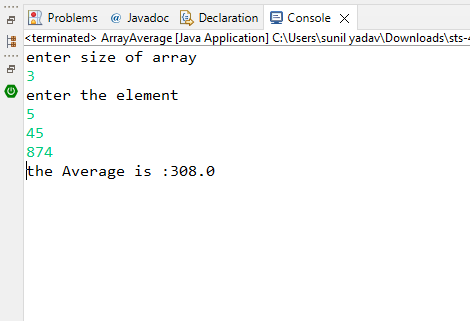 Problems @ Javadoc Declaration Console
<terminated> ArrayAverage [Java Application] C:\Users\sunil yadav\Downloads\sts-4
enter size of array
3
enter the element
5
45
874
the Average is :308.0